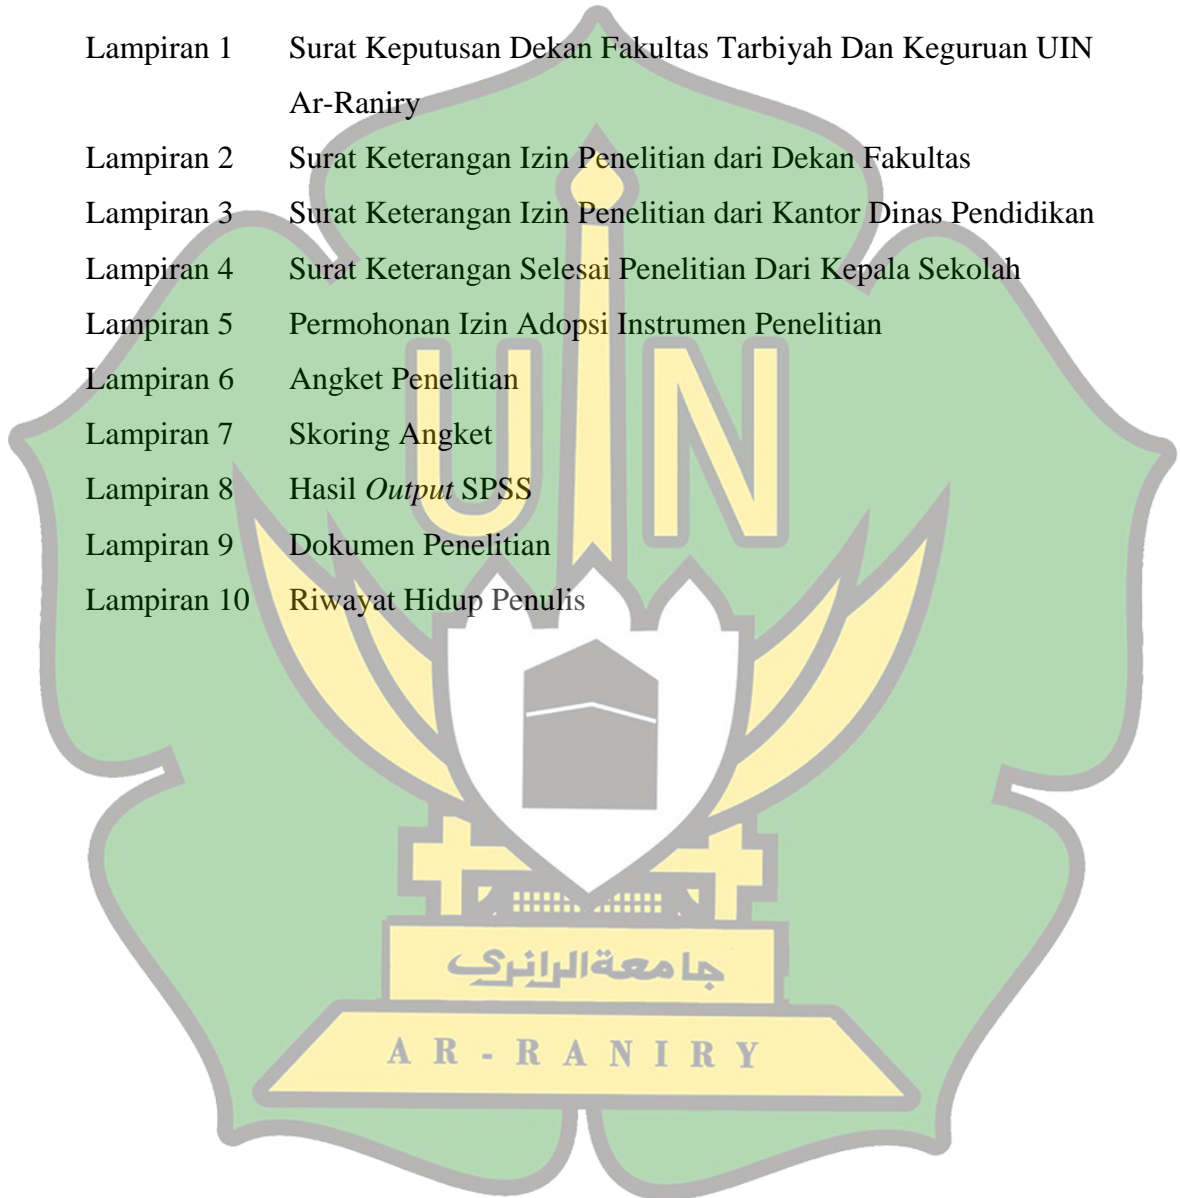 Lampiran 1 Surat Keputusan Dekan Fakultas Tarbiyah Dan Keguruan UIN
Ar-Raniry
Lampiran 2 Surat Keterangan Izin Penelitian dari Dekan Fakultas
Lampiran 3 Surat Keterangan Izin Penelitian dari Kantor Dinas Pendidikan
Lampiran 4 Surat Keterangan Selesai Penelitian Dari Kepala Sekolah
Lampiran 5 Permohonan Izin Adopsi Instrumen Penelitian
Lampiran 6 Angket Penelitian
Lampiran 7 Skoring Angket
Lampiran 8 Hasil Output SPSS
Lampiran 9 Dokumen Penelitian
Lampiran 10 Riwayat Hidup Penulis
UIN
جامعةالرانري
AR-RANIRY